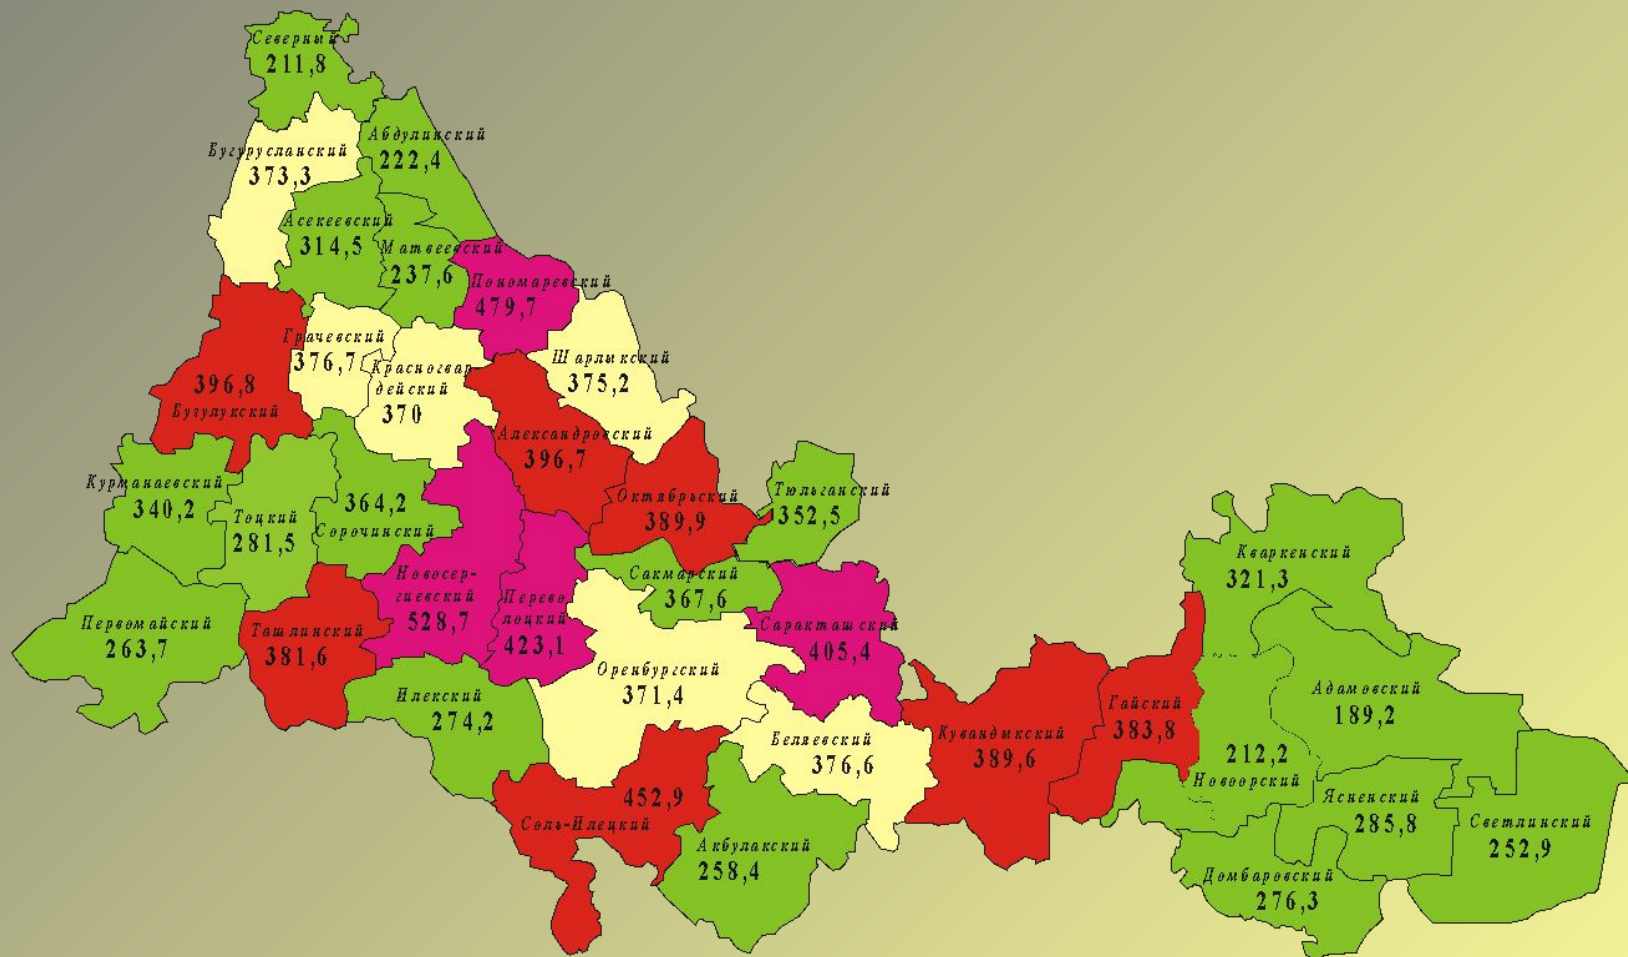 Северный
211,8
Абдулинский
222,4
Бугурусланский
373,3
Асекеевский
314,5
Матвеевский
237,6
Пономаревский
479,7
Грачевский
376,7
Шарлыкский
375,2
Красногвар
дейский
370
396,8
Бузулукский
Александровский
396,7
Курманаевский
340,2
Тоцкий
281,5
364,2
Сорочинский
Октябрьский
389,9
Тюльганский
352,5
Кваркенский
321,3
Новосер-
гиевский
528,7
Перево
лоцкий
423,1
Сакмарский
367,6
Первомайский
263,7
Ташлинский
381,6
Саракташский
405,4
Оренбургский
371,4
Илекский
274,2
Беляевский
376,6
Кувандыкский
389,6
Гайский
383,8
Адамовский
189,2
212,2
Новоорский
452,9
Соль-Илецкий
Ясненский
285,8
Светлинский
252,9
Акбулакский
258,4
Домбаровский
276,3